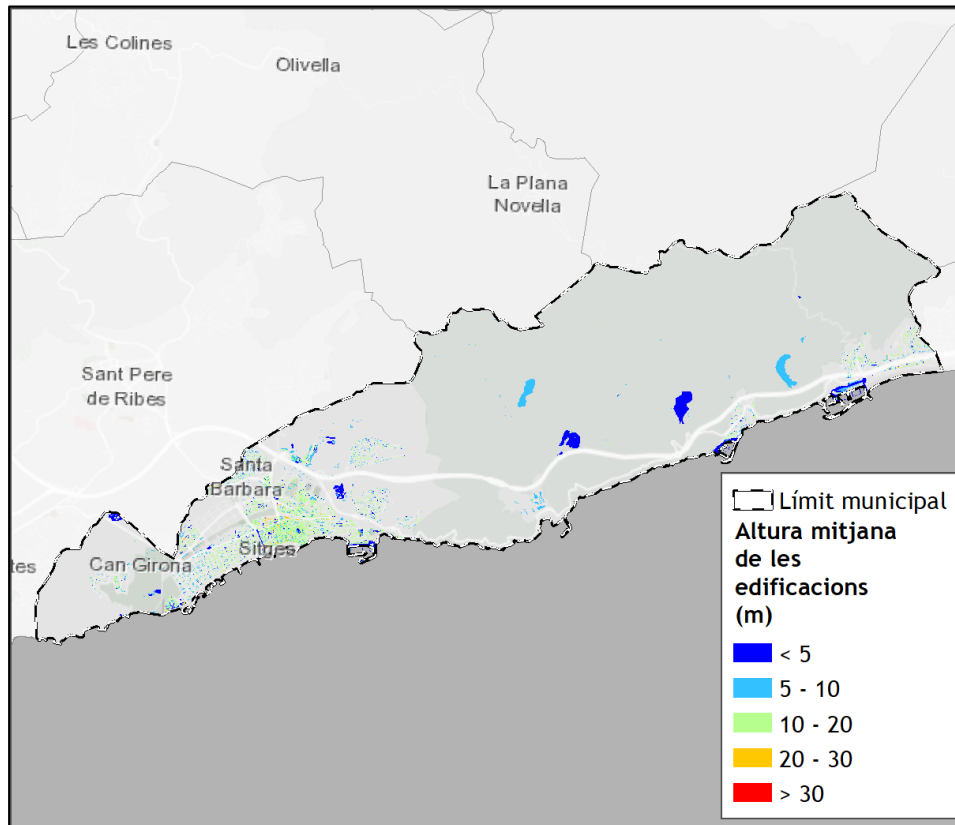 Les Colines
Olivella
La Plana
Novella
Sant Pere
de Ribes
Santa
Bàrbara
Sitges
Can Girona
tes
Límit municipal
Altura mitjana
de les
edificacions
(m)
< 5
5 - 10
10 - 20
20 - 30
> 30